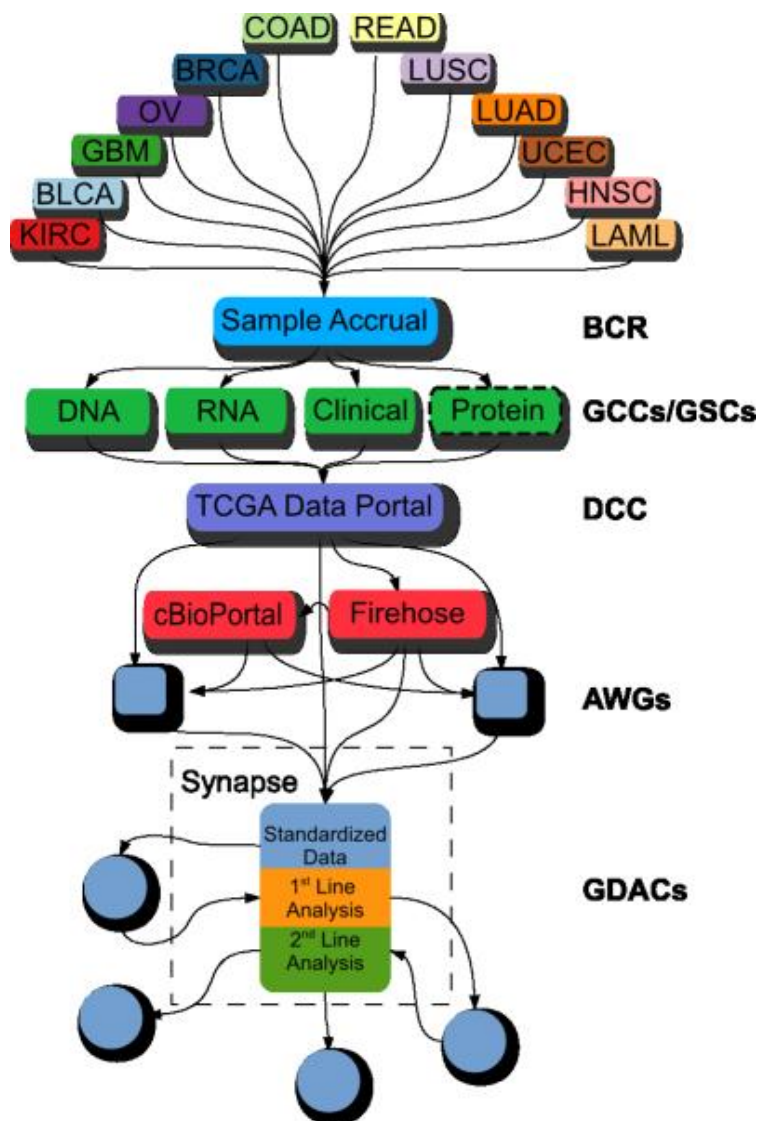 COAD
READ
BRCA
LUSC
OV
LUAD
GBM
UCEC
BLCA
HNSC
KIRC
LAML
Sample Accrual
BCR
DNA
RNA
Clinical
Protein
GCCs/GSCs
TCGA Data Portal
DCC
cBioPortal
Firehose
AWGs
Synapse
Standardized
Data
1st Line
Analysis
2nd Line
Analysis
GDACs